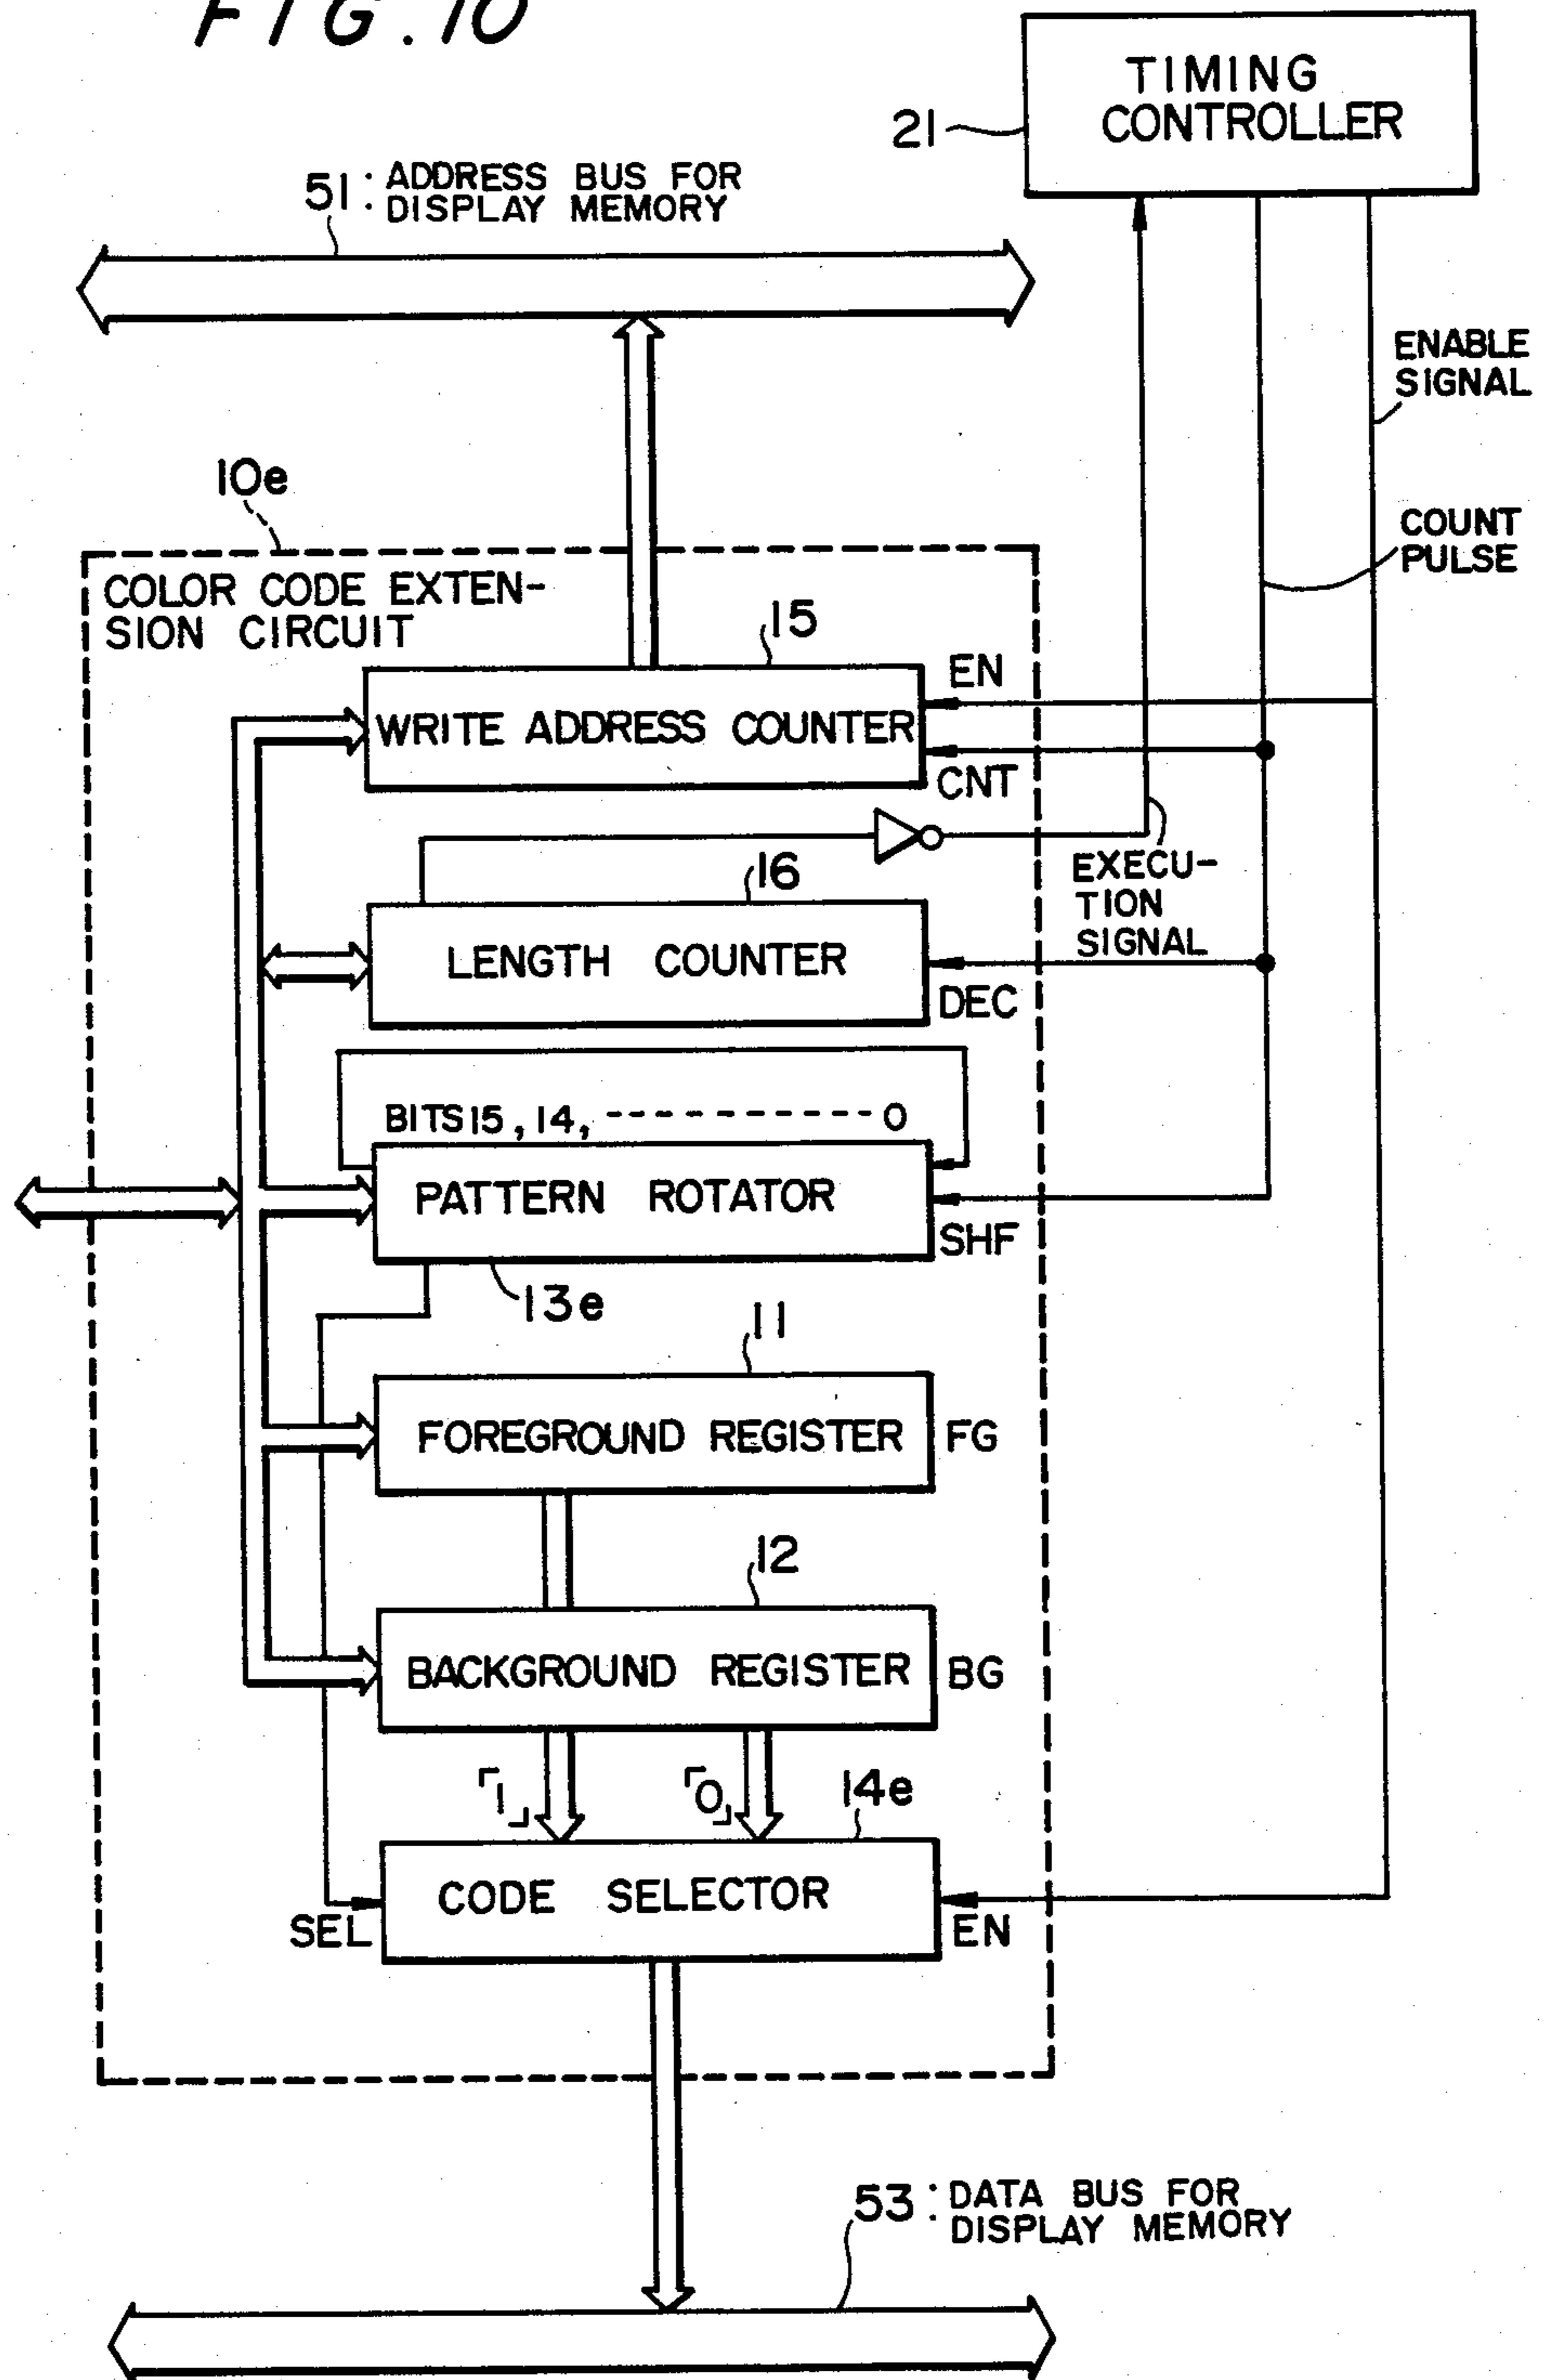 FIG. 10
TIMING
CONTROLLER
21
51: ADDRESS BUS FOR
DISPLAY MEMORY
ENABLE
SIGNAL
10e
COUNT
PULSE
COLOR CODE EXTEN-
SION CIRCUIT
15
EN
WRITE ADDRESS COUNTER
CNT
EXECU-
TION
SIGNAL
16
LENGTH COUNTER
DEC
BITS 15, 14, ---------- 0
PATTERN ROTATOR
SHF
13e
11
FOREGROUND REGISTER
FG
12
BACKGROUND REGISTER
BG
「1」
「0」
14e
CODE SELECTOR
SEL
EN
53: DATA BUS FOR
DISPLAY MEMORY